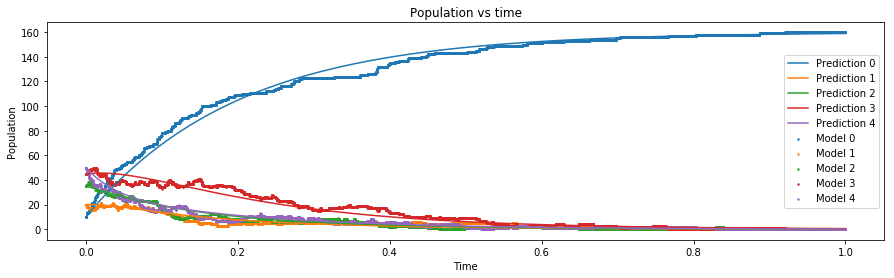 Population vs time
Population
160
140
120
100
80
60
40
20
0
0.0
0.2
0.4
0.6
0.8
1.0
Time
Prediction 0
Prediction 1
Prediction 2
Prediction 3
Prediction 4
Model 0
Model 1
Model 2
Model 3
Model 4